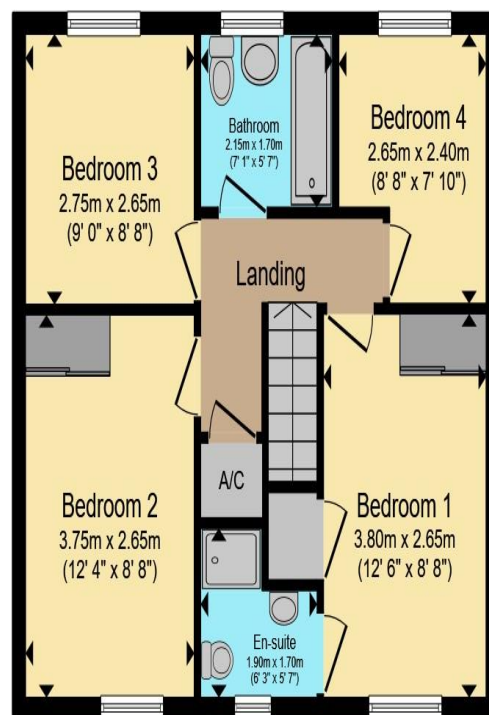 Bedroom 3
2.75m x 2.65m
(9' 0" x 8' 8")
Bathroom
2.15m x 1.70m
(7' 1" x 5' 7")
Bedroom 4
2.65m x 2.40m
(8' 8" x 7' 10")
Landing
A/C
Bedroom 2
3.75m x 2.65m
(12' 4" x 8' 8")
Bedroom 1
3.80m x 2.65m
(12' 6" x 8' 8")
En-suite
1.90m x 1.70m
(6' 3" x 5' 7")